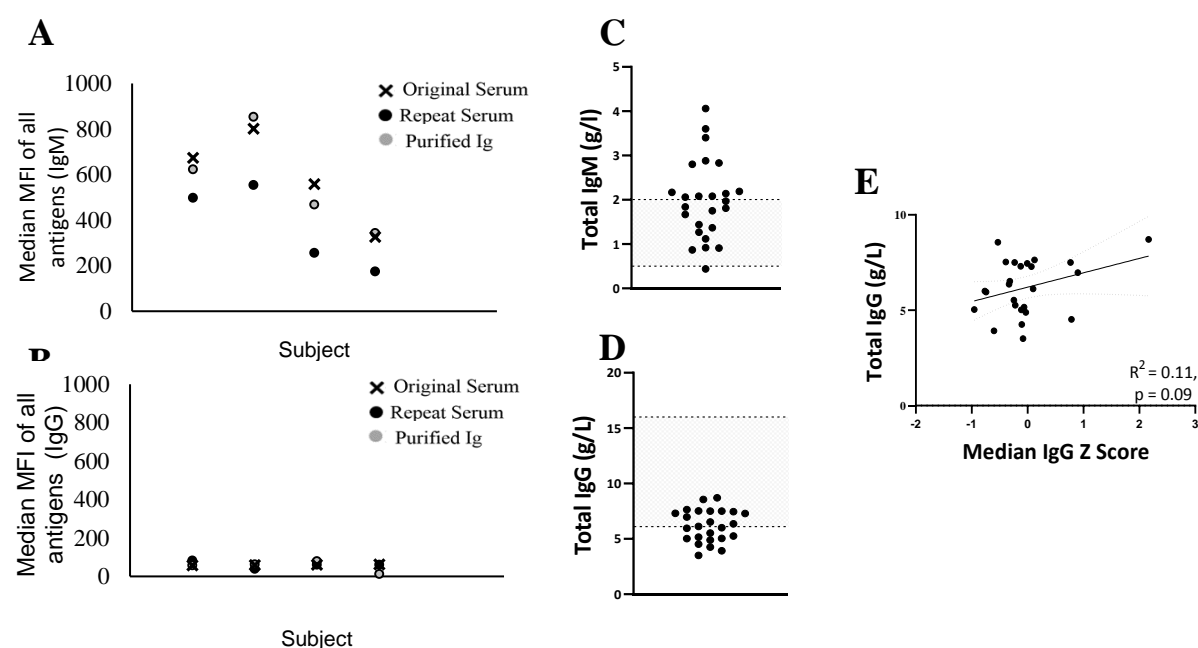 A
Median MFI of all
antigens (IgM)
1000
800
600
400
200
0
Original Serum
Repeat Serum
Purified Ig
Subject
B
Median MFI of all
antigens (IgG)
1000
800
600
400
200
0
Original Serum
Repeat Serum
Purified Ig
Subject
C
Total IgM (g/l)
5
4
3
2
1
0
D
Total IgG (g/L)
20
15
10
5
0
E
Total IgG (g/L)
10
5
0
-2
-1
0
1
2
3
R² = 0.11,
p = 0.09
Median IgG Z Score